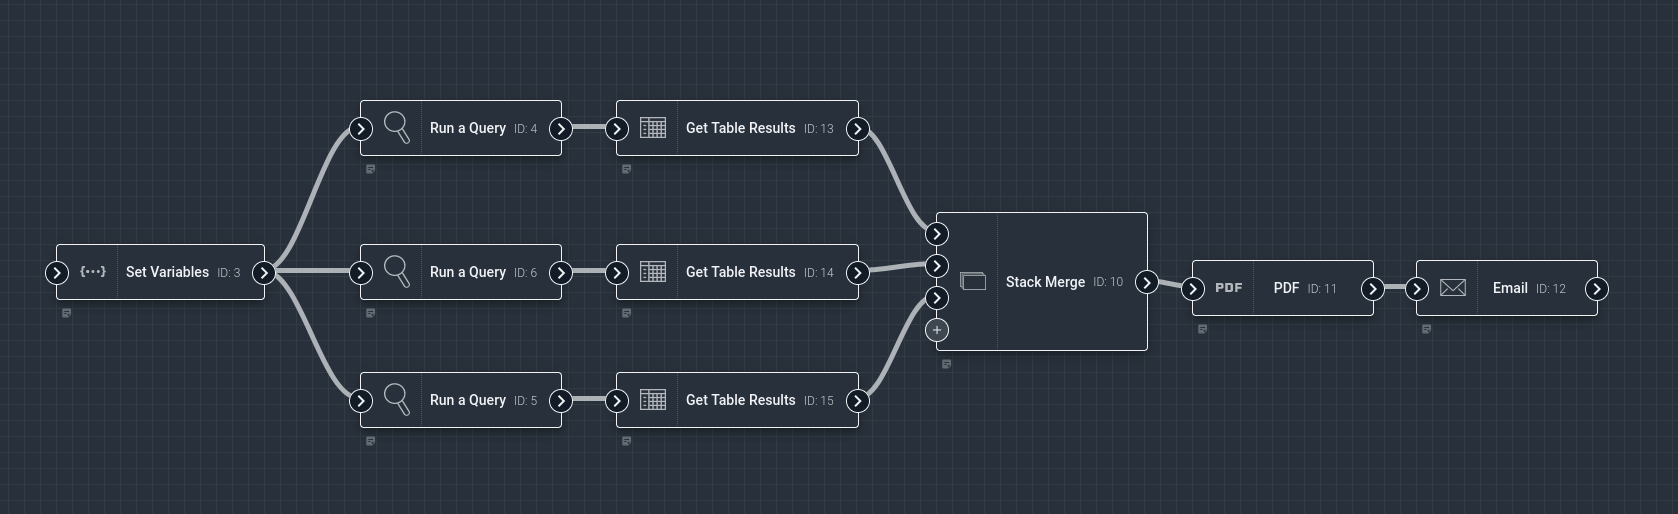 Run a Query ID: 4
Get Table Results ID: 13
{···} Set Variables ID: 3
Run a Query ID: 6
Get Table Results ID: 14
Stack Merge ID: 10
PDF PDF ID: 11
Email ID: 12
Run a Query ID: 5
Get Table Results ID: 15